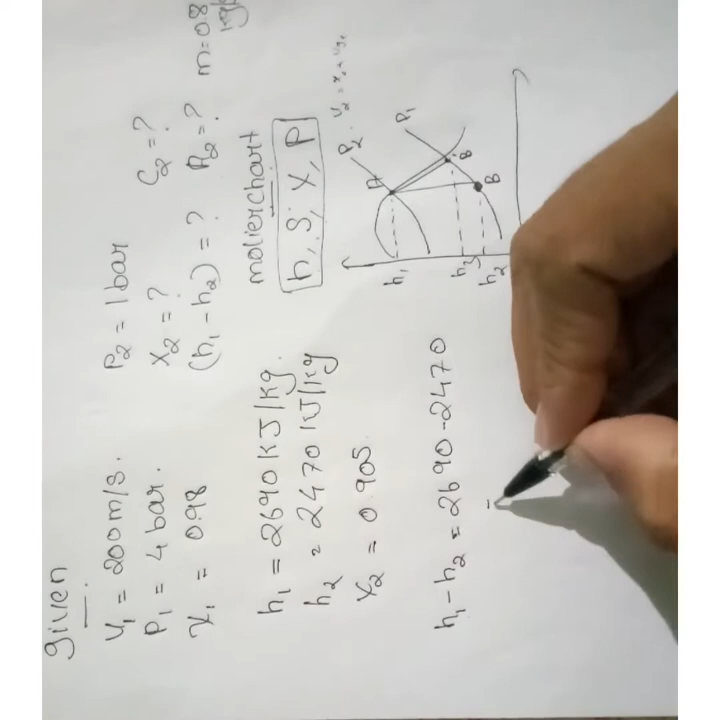 given
V₁ = 200 m/s.
P₂ = 1 bar
P₁ = 4 bar.
X₂ = ?
C₂ = ?
x₁ = 0.98
(h₁ - h₂) = ?
A₂ = ?
m = 0.8
molierchart
h₁ = 2690 KJ/kg.
h, S, X, P
h₂ = 2470 KJ/kg
x₂ = 0.905
P₂
P₁
A
B'
B
h₁
h₃
h₂
h₁ - h₂ = 2690 - 2470
=